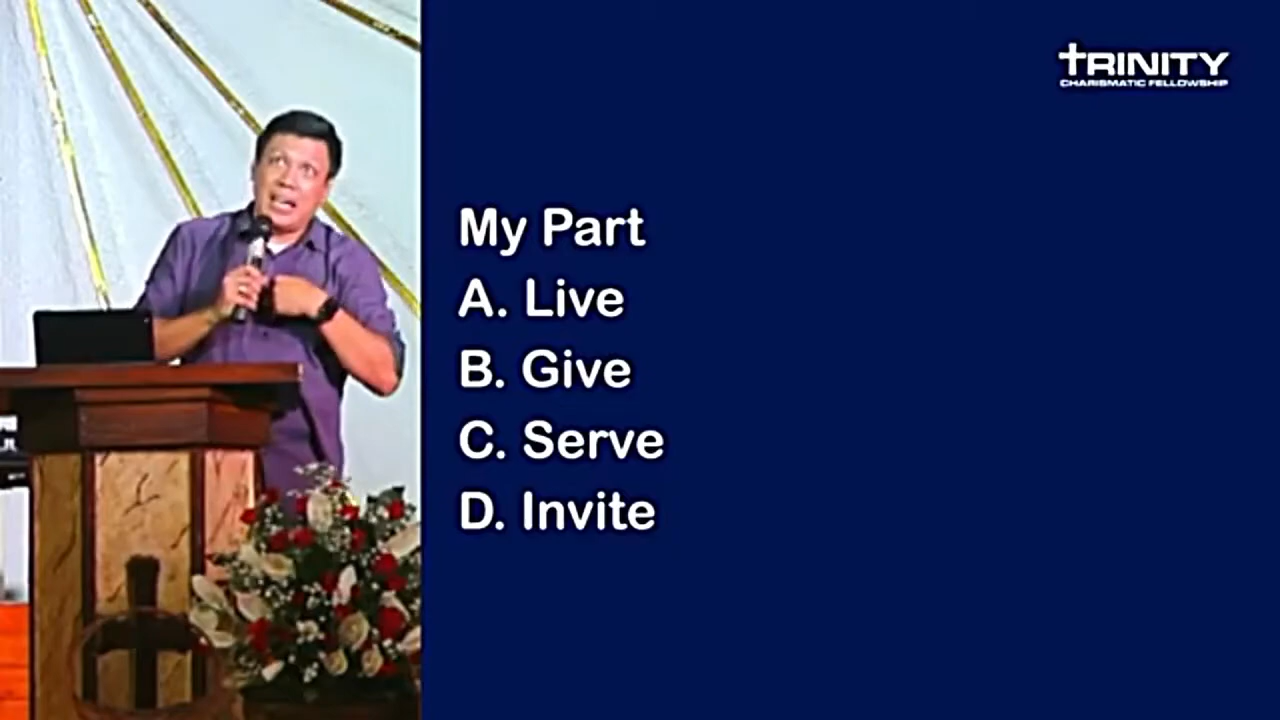 TRINITY
CHARISMATIC FELLOWSHIP
My Part
A. Live
B. Give
C. Serve
D. Invite